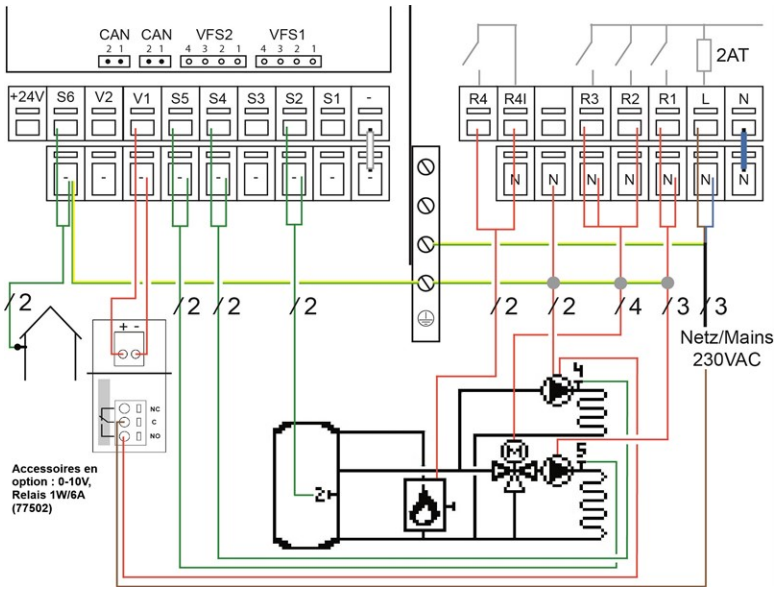 CAN CAN VFS2 VFS1
2 1 2 1 4 3 2 1 4 3 2 1
2AT
+24V S6 V2 V1 S5 S4 S3 S2 S1 - R4 R4I R3 R2 R1 L N
- - - - - - - - - N N N N N N N
/2 /2 /2 /2 /2 /2 /4 /3 /3
Netz/Mains
230VAC
+ -
NC
C
NO
Accessoires en
option : 0-10V,
Relais 1W/6A
(77502)
4
M
5
2